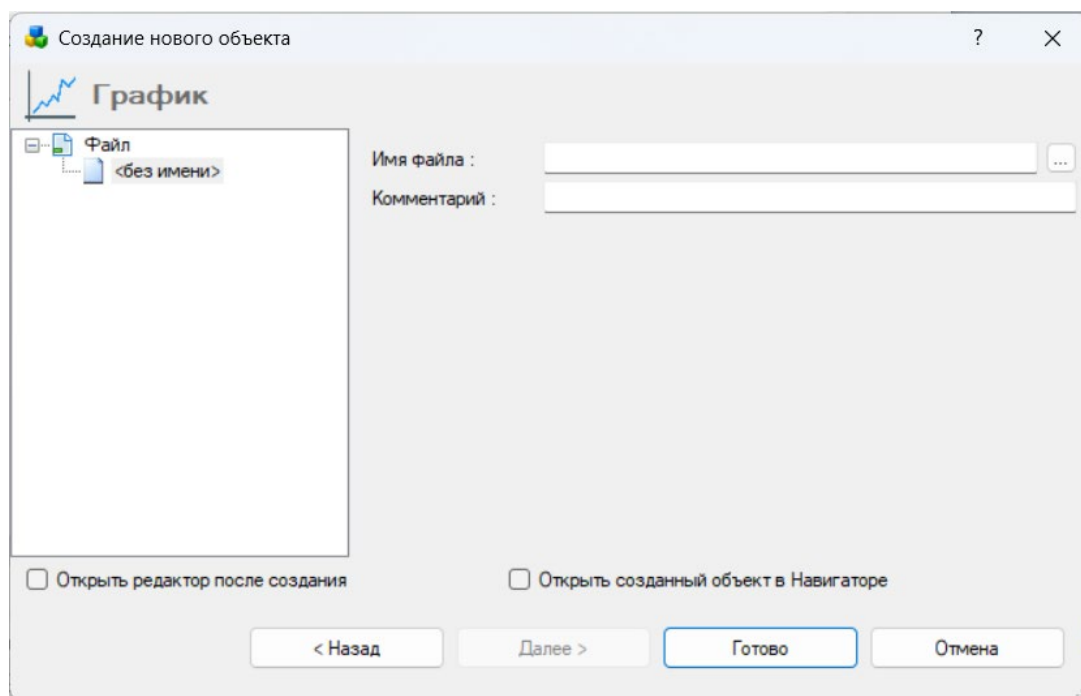 Создание нового объекта ?
График
Файл
<без имени>
Имя файла :
...
Комментарий :
Открыть редактор после создания Открыть созданный объект в Навигаторе
< Назад Далее > Готово Отмена